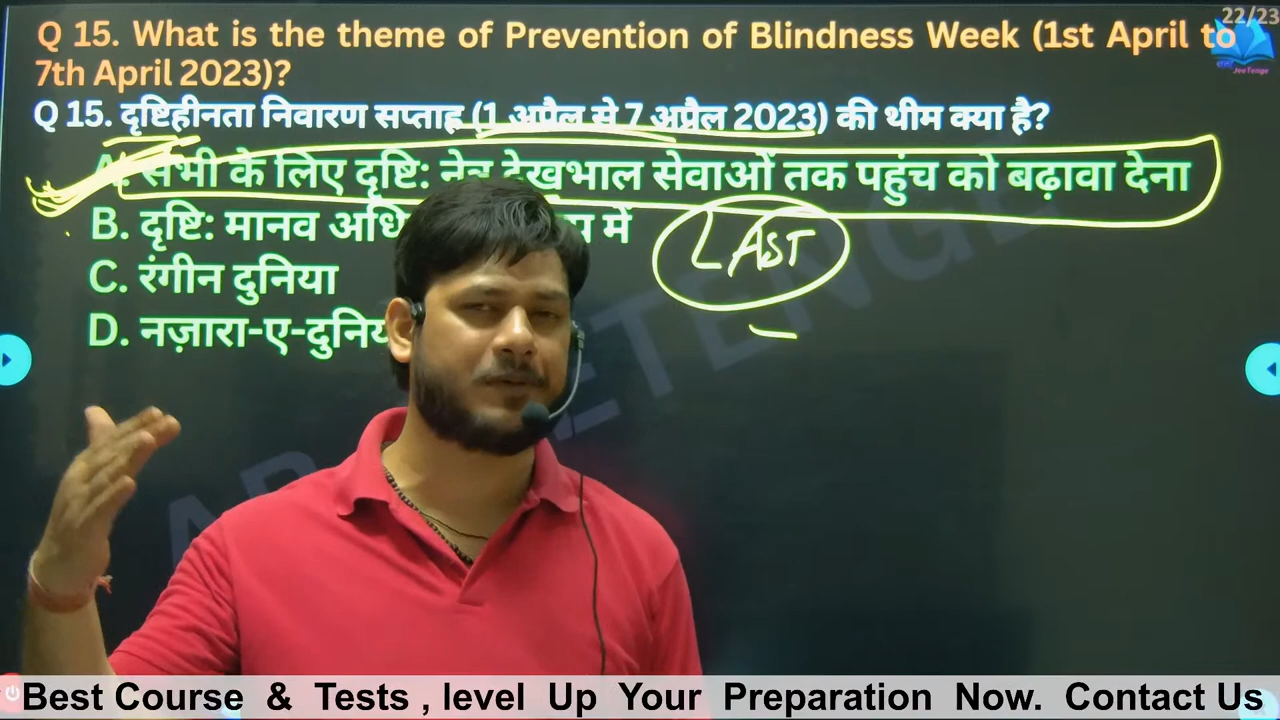 22/23
Q 15. What is the theme of Prevention of Blindness Week (1st April to
7th April 2023)?
JeeTenge
Q 15. दृष्टिहीनता निवारण सप्ताह (1 अप्रैल से 7 अप्रैल 2023) की थीम क्या है?
A. सभी के लिए दृष्टि: नेत्र देखभाल सेवाओं तक पहुंच को बढ़ावा देना
B. दृष्टि: मानव में
LAST
C. रंगीन दुनिया
D. नज़ारा-ए-
Best Course & Tests , level Up Your Preparation Now. Contact Us